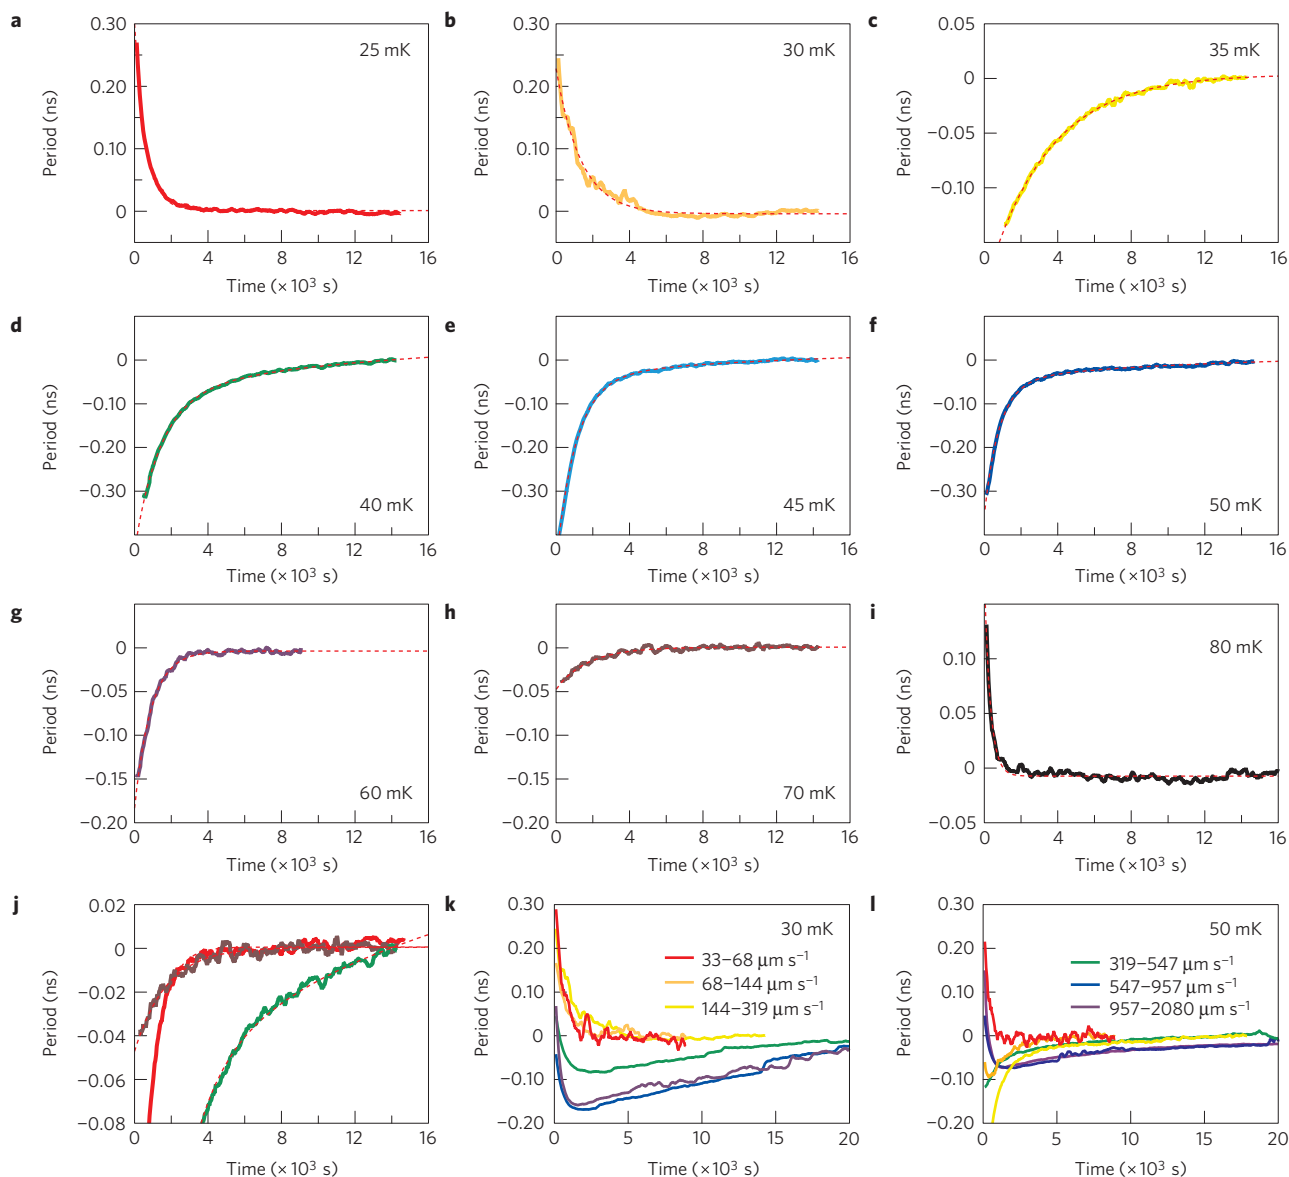 a
0.30
0.20
0.10
0
Period (ns)
25 mK
0 4 8 12 16
Time (×10³ s)
b
0.30
0.20
0.10
0
Period (ns)
30 mK
0 4 8 12 16
Time (×10³ s)
c
0.05
0
−0.05
−0.10
Period (ns)
35 mK
0 4 8 12 16
Time (×10³ s)
d
0
−0.10
−0.20
−0.30
Period (ns)
40 mK
0 4 8 12 16
Time (×10³ s)
e
0
−0.10
−0.20
−0.30
Period (ns)
45 mK
0 4 8 12 16
Time (×10³ s)
f
0
−0.10
−0.20
−0.30
Period (ns)
50 mK
0 4 8 12 16
Time (×10³ s)
g
0
−0.05
−0.10
−0.15
−0.20
Period (ns)
60 mK
0 4 8 12 16
Time (×10³ s)
h
0
−0.05
−0.10
−0.15
−0.20
Period (ns)
70 mK
0 4 8 12 16
Time (×10³ s)
i
0.10
0.05
0
−0.05
Period (ns)
80 mK
0 4 8 12 16
Time (×10³ s)
j
0.02
0
−0.02
−0.04
−0.06
−0.08
Period (ns)
0 4 8 12 16
Time (×10³ s)
k
0.30
0.20
0.10
0
−0.10
−0.20
Period (ns)
30 mK
33–68 μm s⁻¹
68–144 μm s⁻¹
144–319 μm s⁻¹
0 5 10 15 20
Time (×10³ s)
l
0.30
0.20
0.10
0
−0.10
−0.20
Period (ns)
50 mK
319–547 μm s⁻¹
547–957 μm s⁻¹
957–2080 μm s⁻¹
0 5 10 15 20
Time (×10³ s)